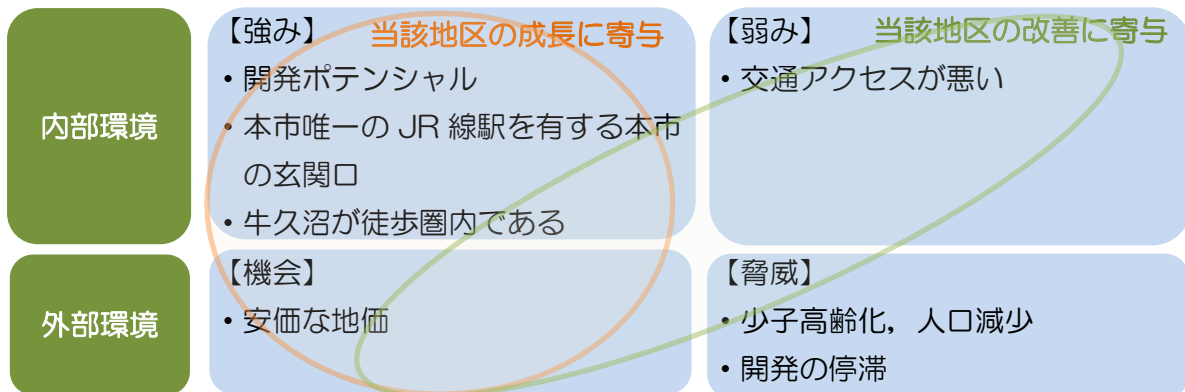 内部環境
【強み】
当該地区の成長に寄与
・開発ポテンシャル
・本市唯一の JR 線駅を有する本市
の玄関口
・牛久沼が徒歩圏内である
【弱み】
当該地区の改善に寄与
・交通アクセスが悪い
外部環境
【機会】
・安価な地価
【脅威】
・少子高齢化，人口減少
・開発の停滞